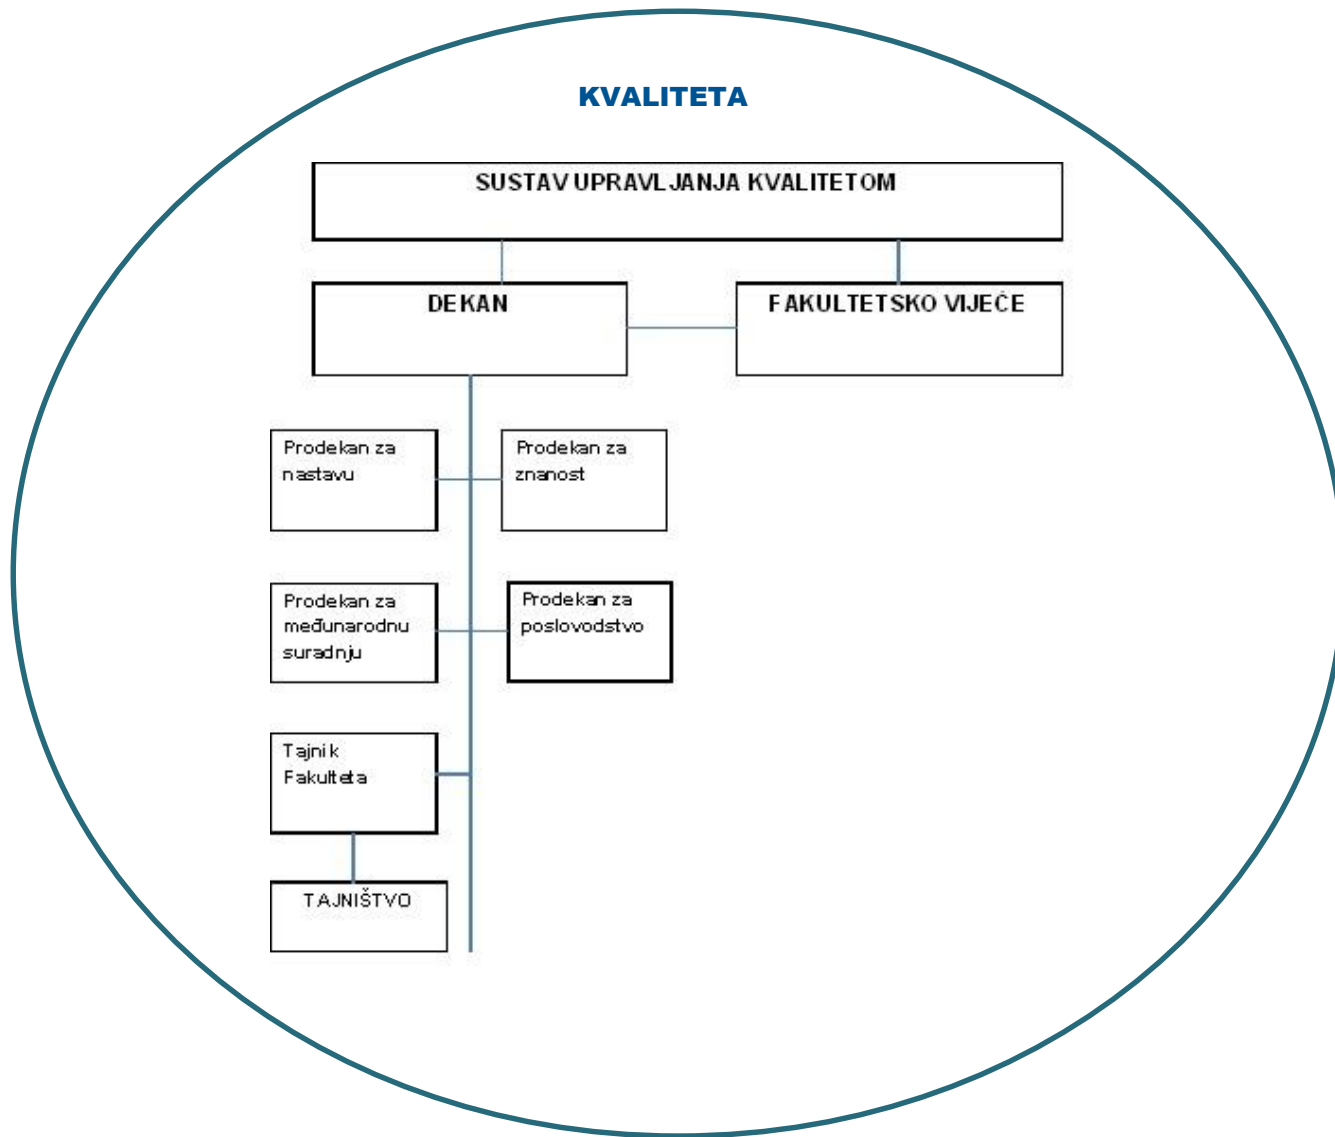 KVALITETA
SUSTAV UPRAVLJANJA KVALITETOM
DEKAN
FAKULTETSKO VIJEĆE
Prodekan za
nastavu
Prodekan za
znanost
Prodekan za
međunarodnu
suradnju
Prodekan za
poslovodstvo
Tajnik
Fakulteta
TAJNIŠTVO